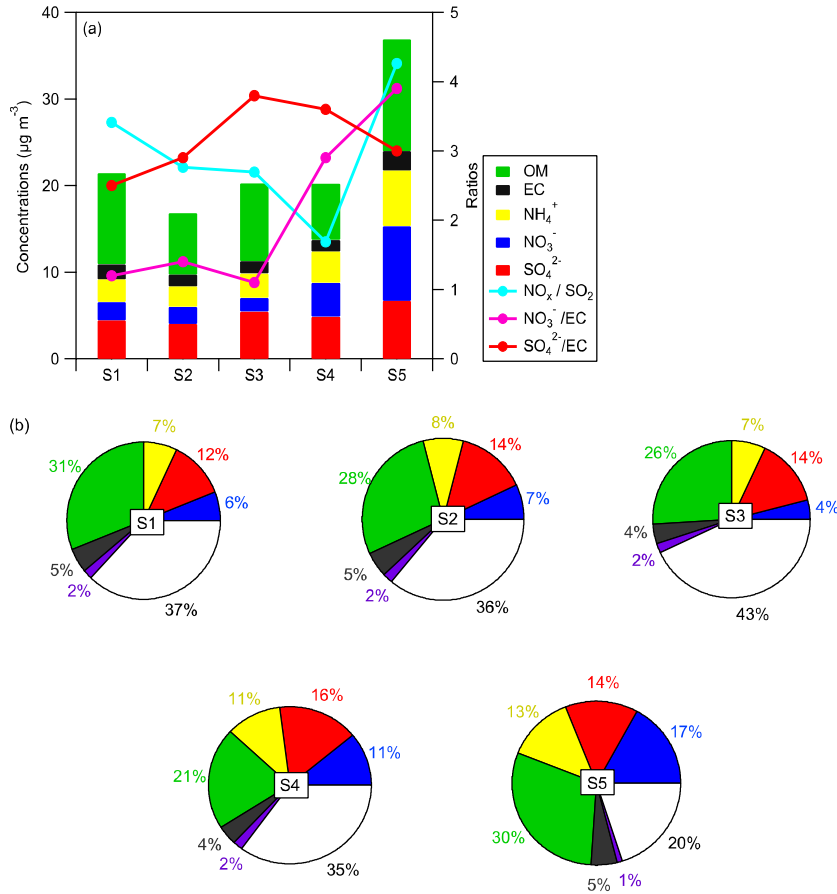 (a)
Concentrations (µg m⁻³)
40
30
20
10
0
5
4
3
2
1
0
Ratios
S1 S2 S3 S4 S5
OM
EC
NH₄⁺
NO₃⁻
SO₄²⁻
NOₓ / SO₂
NO₃⁻/EC
SO₄²⁻/EC
(b)
7%
12%
6%
31%
5%
2%
37%
S1
8%
14%
7%
28%
5%
2%
36%
S2
7%
14%
4%
26%
4%
2%
43%
S3
11%
16%
11%
21%
4%
2%
35%
S4
13%
14%
17%
30%
5%
1%
20%
S5